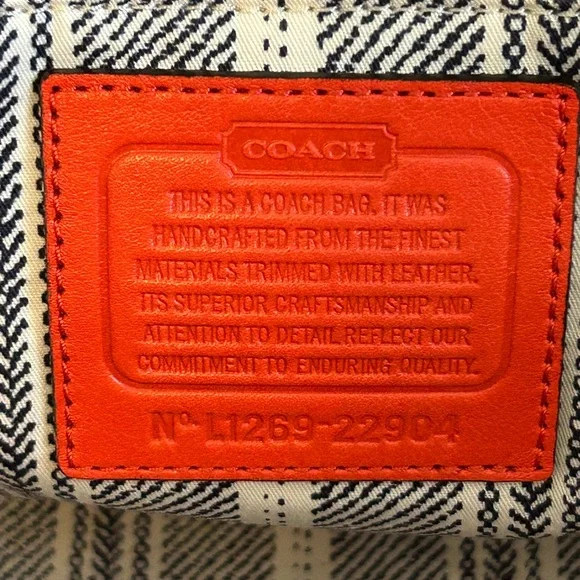 COACH
THIS IS A COACH BAG. IT WAS
HANDCRAFTED FROM THE FINEST
MATERIALS TRIMMED WITH LEATHER.
ITS SUPERIOR CRAFTSMANSHIP AND
ATTENTION TO DETAIL REFLECT OUR
COMMITMENT TO ENDURING QUALITY.
Nº L1269-22904